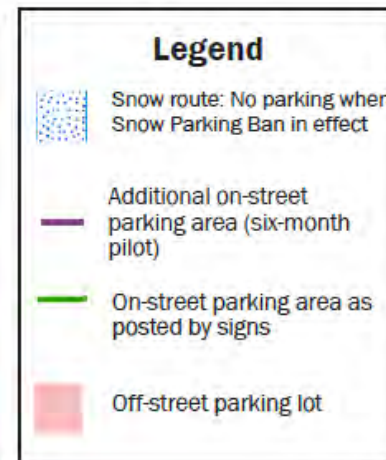 Legend
Snow route: No parking when
Snow Parking Ban in effect
Additional on-street
parking area (six-month
pilot)
On-street parking area as
posted by signs
Off-street parking lot